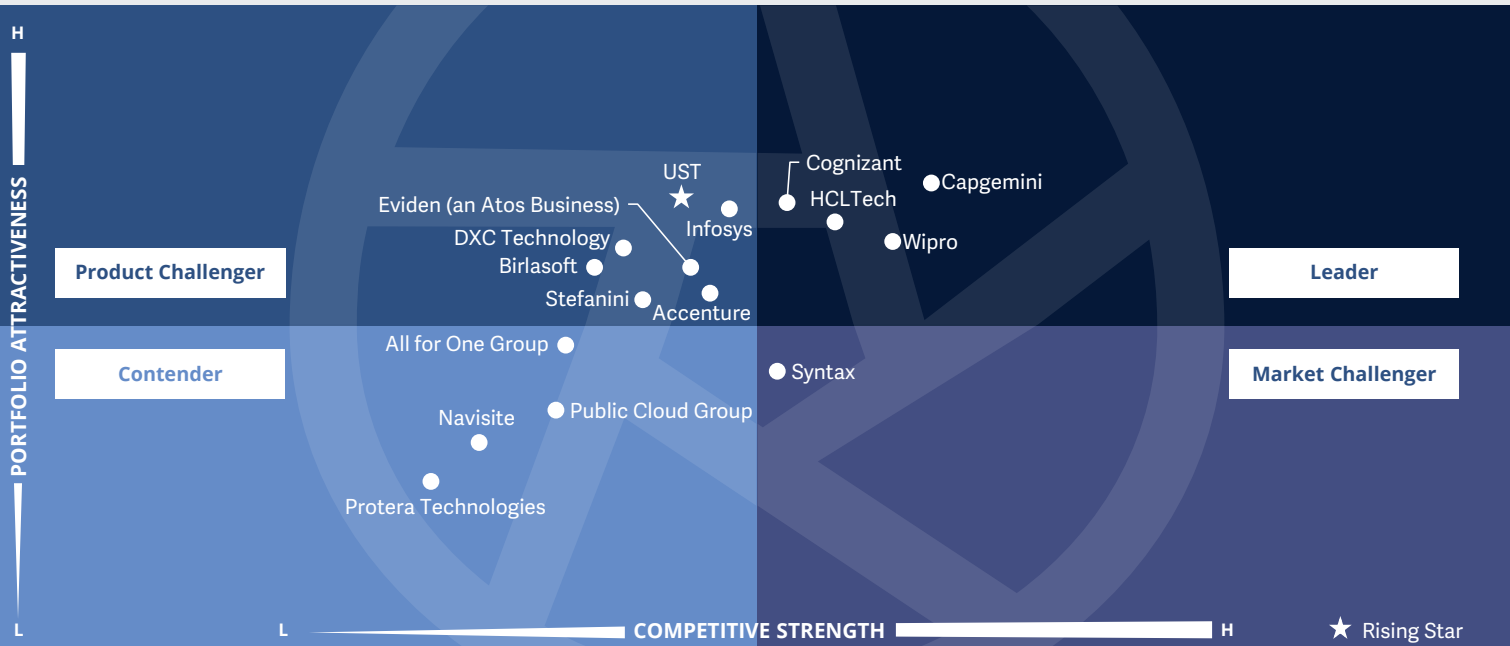 H
PORTFOLIO ATTRACTIVENESS
L
Product Challenger
Leader
Contender
Market Challenger
UST
Eviden (an Atos Business)
Infosys
DXC Technology
Birlasoft
Stefanini
Accenture
Cognizant
HCLTech
Capgemini
Wipro
All for One Group
Public Cloud Group
Navisite
Protera Technologies
Syntax
L
COMPETITIVE STRENGTH
H
Rising Star